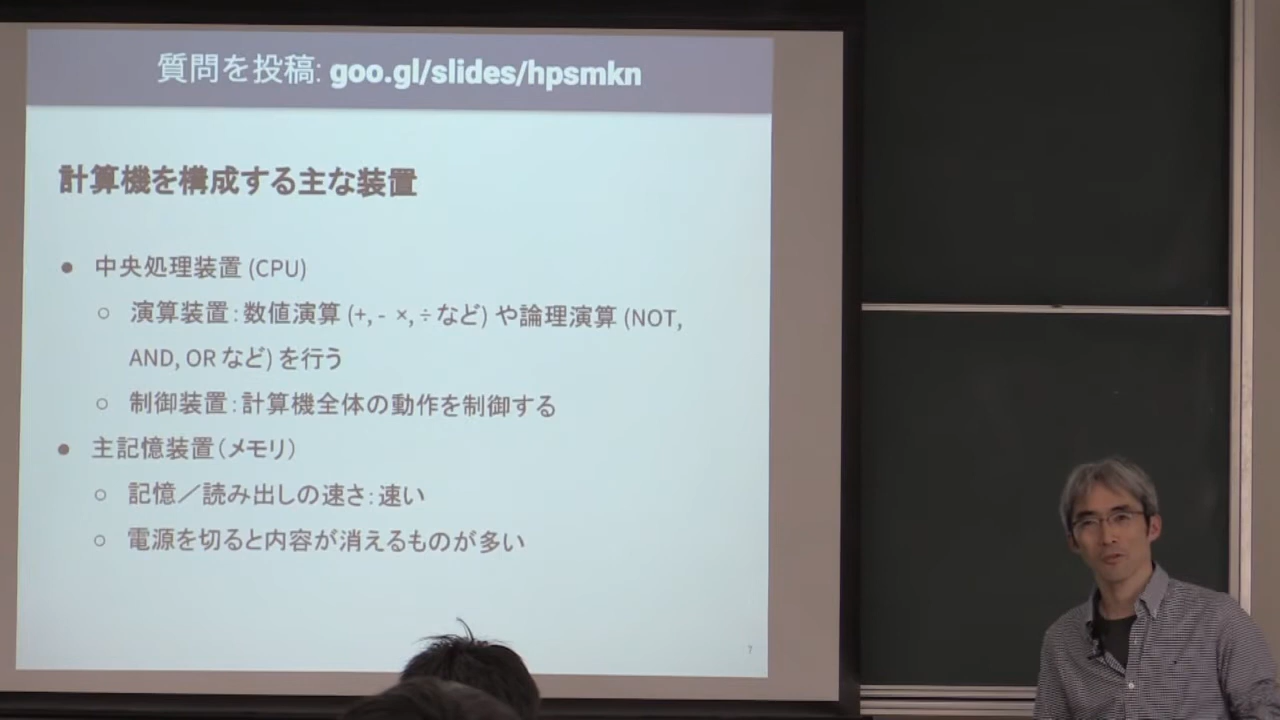 質問を投稿: goo.gl/slides/hpsmkn
計算機を構成する主な装置
● 中央処理装置 (CPU)
○ 演算装置：数値演算 (+, - ×, ÷ など) や論理演算 (NOT,
AND, OR など) を行う
○ 制御装置：計算機全体の動作を制御する
● 主記憶装置（メモリ）
○ 記憶／読み出しの速さ：速い
○ 電源を切ると内容が消えるものが多い
7